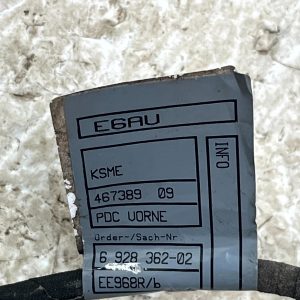 E6AU
KSME
467389 09
PDC VORNE
Order-/Sach-Nr
6 928 362-02
EE968R/b
INFO